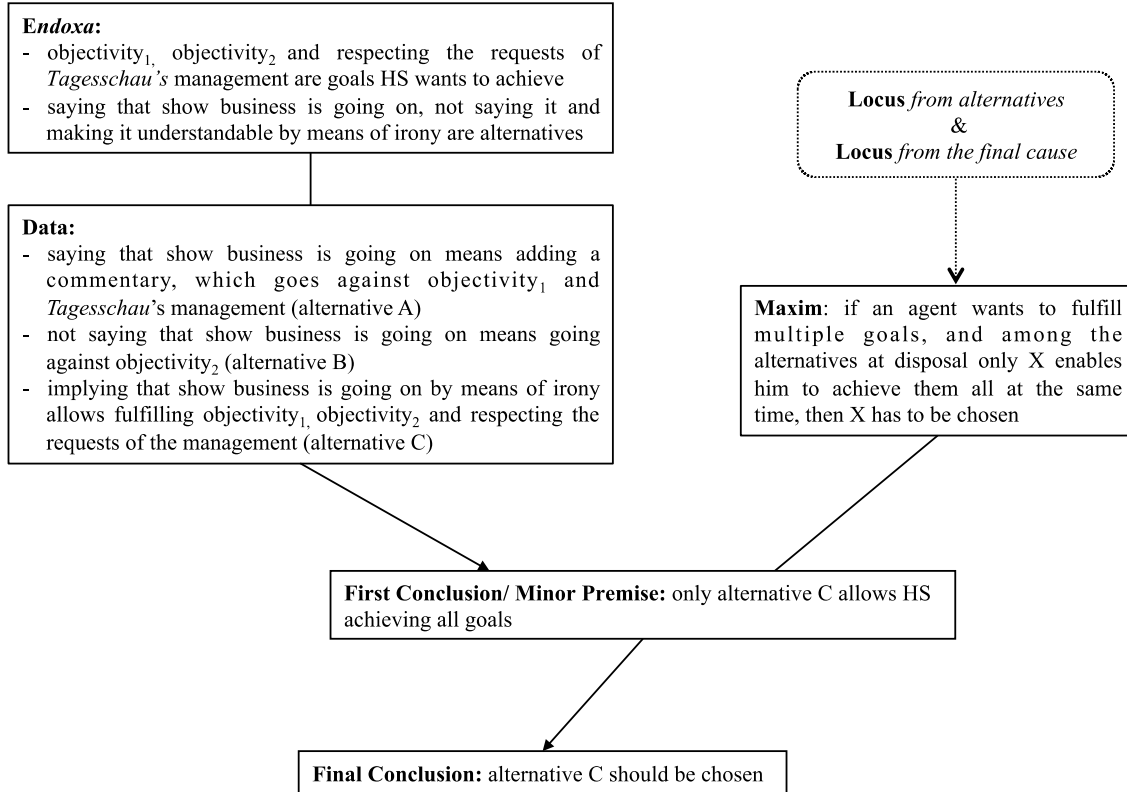 Endoxa:
- objectivity₁, objectivity₂ and respecting the requests of
Tagesschau's management are goals HS wants to achieve
- saying that show business is going on, not saying it and
making it understandable by means of irony are alternatives
Locus from alternatives
&
Locus from the final cause
Data:
- saying that show business is going on means adding a
commentary, which goes against objectivity₁ and
Tagesschau's management (alternative A)
- not saying that show business is going on means going
against objectivity₂ (alternative B)
- implying that show business is going on by means of irony
allows fulfilling objectivity₁, objectivity₂ and respecting the
requests of the management (alternative C)
Maxim: if an agent wants to fulfill
multiple goals, and among the
alternatives at disposal only X enables
him to achieve them all at the same
time, then X has to be chosen
First Conclusion/ Minor Premise: only alternative C allows HS
achieving all goals
Final Conclusion: alternative C should be chosen